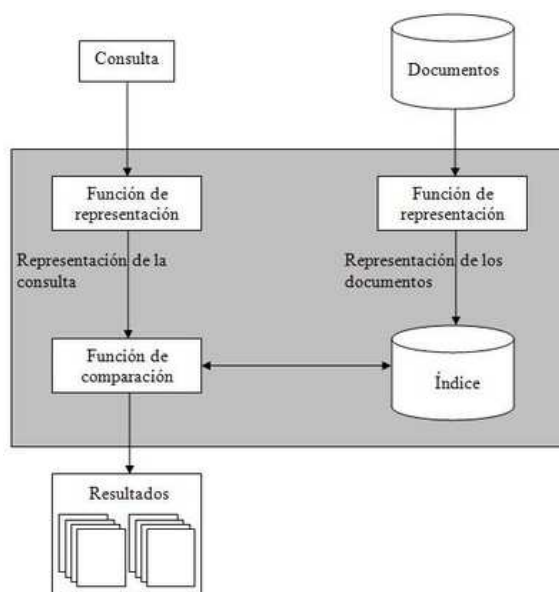 Consulta
Documentos
Función de
representación
Función de
representación
Representación de la
consulta
Representación de los
documentos
Función de
comparación
Índice
Resultados